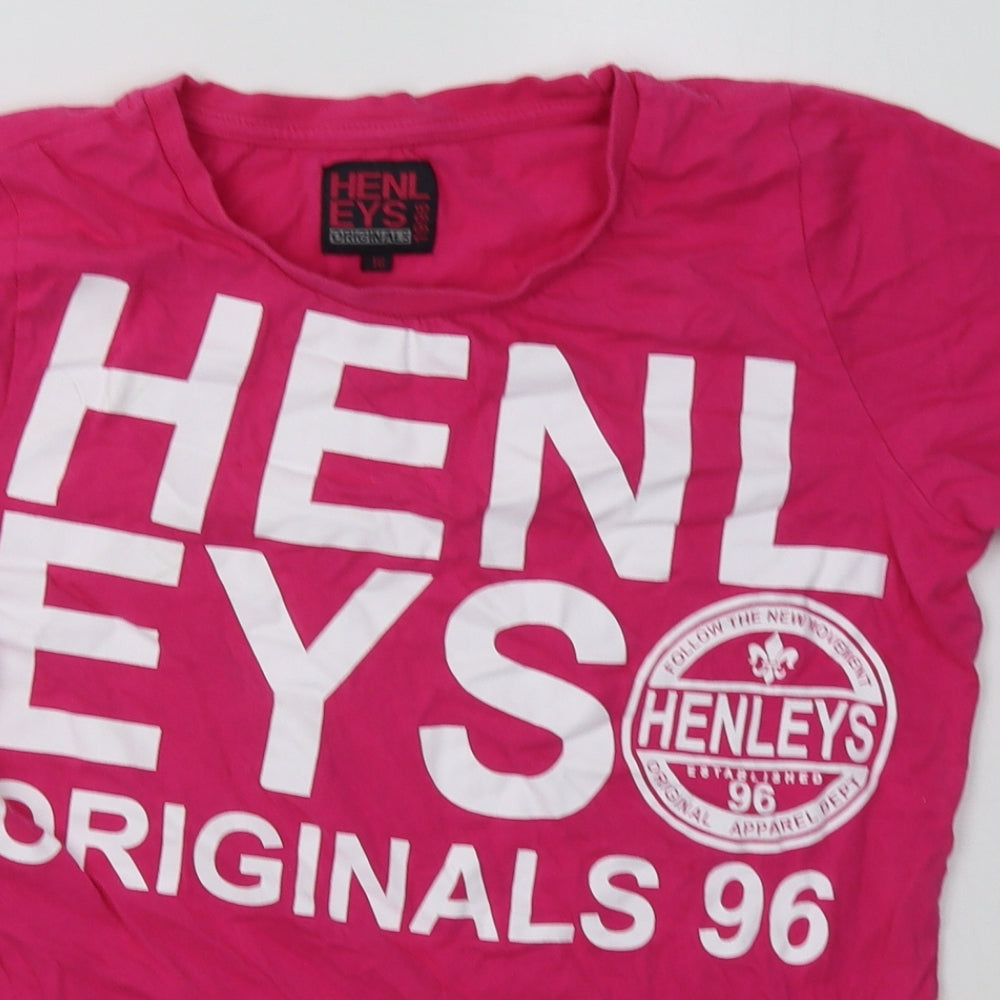 HENL
EYS
ORIGINALS
HENL
EYS
ORIGINALS 96
FOLLOW THE NEW MOVEMENT
HENLEYS
ESTABLISHED
96
ORIGINAL APPAREL DEPT